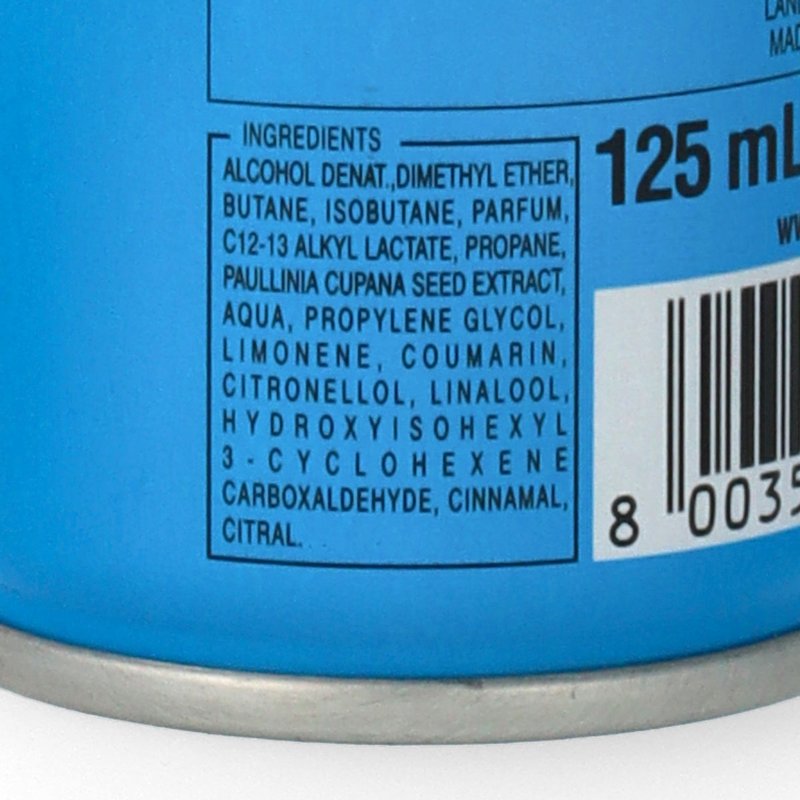 INGREDIENTS
ALCOHOL DENAT.,DIMETHYL ETHER,
BUTANE, ISOBUTANE, PARFUM,
C12-13 ALKYL LACTATE, PROPANE,
PAULLINIA CUPANA SEED EXTRACT,
AQUA, PROPYLENE GLYCOL,
LIMONENE, COUMARIN,
CITRONELLOL, LINALOOL,
HYDROXYISOHEXYL
3-CYCLOHEXENE
CARBOXALDEHYDE, CINNAMAL,
CITRAL.
125 mL
8 0035